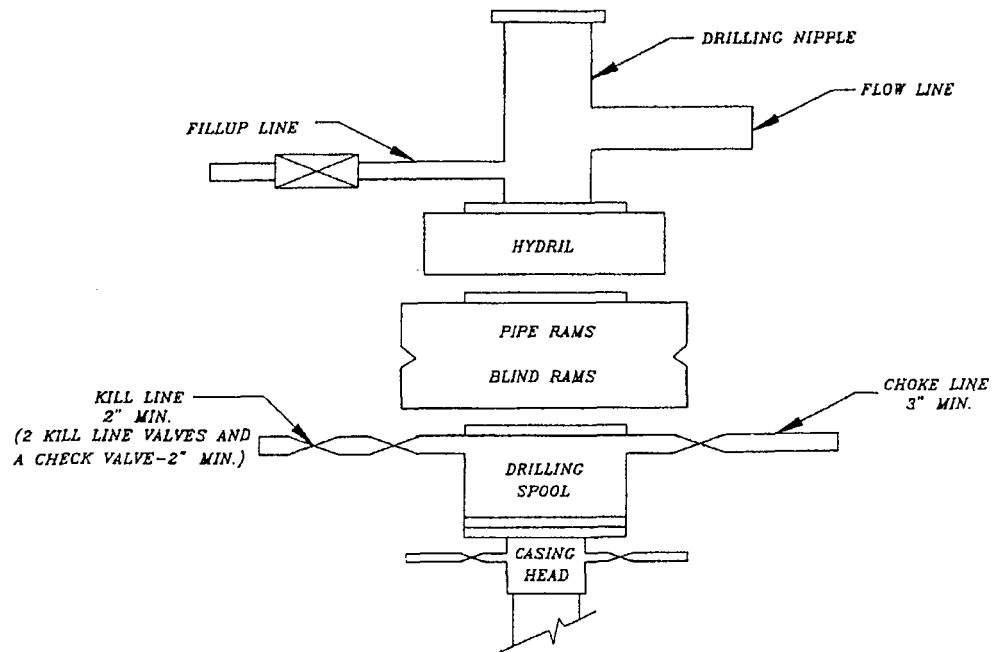 DRILLING NIPPLE
FLOW LINE
FILLUP LINE
HYDRIL
PIPE RAMS
BLIND RAMS
KILL LINE
2" MIN.
(2 KILL LINE VALVES AND
A CHECK VALVE-2" MIN.)
CHOKE LINE
3" MIN.
DRILLING
SPOOL
CASING
HEAD